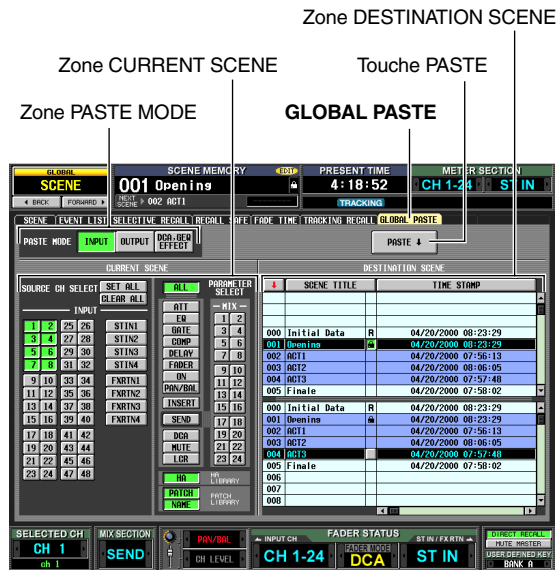 Zone DESTINATION SCENE
Zone CURRENT SCENE
Touche PASTE
Zone PASTE MODE
GLOBAL PASTE
GLOBAL
SCENE
BACK
FORWARD
SCENE MEMORY
EDIT
001 Opening
NEXT SCENE
002 ACT1
PRESENT TIME
4:18:52
TRACKING
METER SECTION
CH 1-24
ST IN
SCENE
EVENT LIST
SELECTIVE RECALL
RECALL SAFE
FADE TIME
TRACKING RECALL
GLOBAL PASTE
PASTE MODE
INPUT
OUTPUT
DCA,GEQ
EFFECT
PASTE
CURRENT SCENE
DESTINATION SCENE
SOURCE CH SELECT
SET ALL
CLEAR ALL
INPUT
1 2 25 26 STIN1
3 4 27 28 STIN2
5 6 29 30 STIN3
7 8 31 32 STIN4
9 10 33 34 FXRTN1
11 12 35 36 FXRTN2
13 14 37 38 FXRTN3
15 16 39 40 FXRTN4
17 18 41 42
19 20 43 44
21 22 45 46
23 24 47 48
ALL
PARAMETER
SELECT
ATT
EQ
GATE
COMP
DELAY
FADER
ON
PAN/BAL
INSERT
SEND
DCA
MUTE
LCR
HA
PATCH
NAME
MIX
1 2
3 4
5 6
7 8
9 10
11 12
13 14
15 16
17 18
19 20
21 22
23 24
HA
LIBRARY
PATCH
LIBRARY
SCENE TITLE
TIME STAMP
000 Initial Data R 04/20/2000 08:23:29
001 Opening 04/20/2000 08:23:29
002 ACT1 04/20/2000 07:56:13
003 ACT2 04/20/2000 08:06:05
004 ACT3 04/20/2000 07:57:48
005 Finale 04/20/2000 07:58:02
000 Initial Data R 04/20/2000 08:23:29
001 Opening 04/20/2000 08:23:29
002 ACT1 04/20/2000 07:56:13
003 ACT2 04/20/2000 08:06:05
004 ACT3 04/20/2000 07:57:48
005 Finale 04/20/2000 07:58:02
006
007
008
SELECTED CH
CH 1
ch 1
MIX SECTION
SEND
PAN/BAL
CH LEVEL
FADER STATUS
INPUT CH
CH 1-24
FADER MODE
DCA
ST IN / FX RTN
ST IN
DIRECT RECALL
MUTE MASTER
USER DEFINED KEY
BANK A